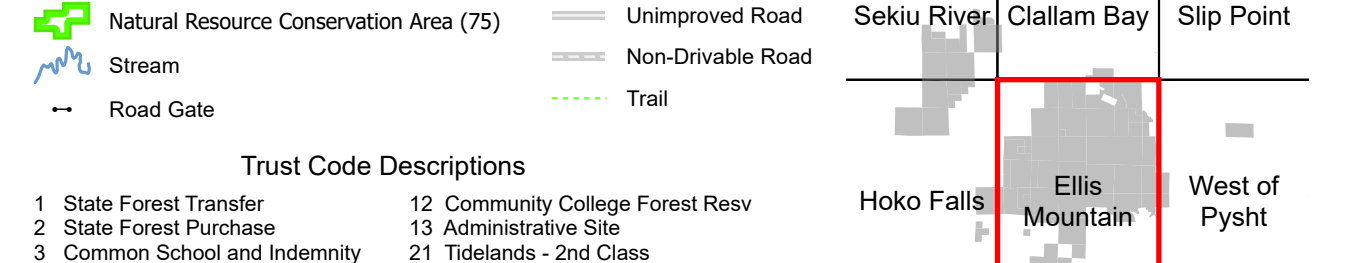 Natural Resource Conservation Area (75)
Stream
Road Gate
Unimproved Road
Non-Drivable Road
Trail
Trust Code Descriptions
1 State Forest Transfer
2 State Forest Purchase
3 Common School and Indemnity
12 Community College Forest Resv
13 Administrative Site
21 Tidelands - 2nd Class
Sekiu River
Clallam Bay
Slip Point
Hoko Falls
Ellis
Mountain
West of
Pysht